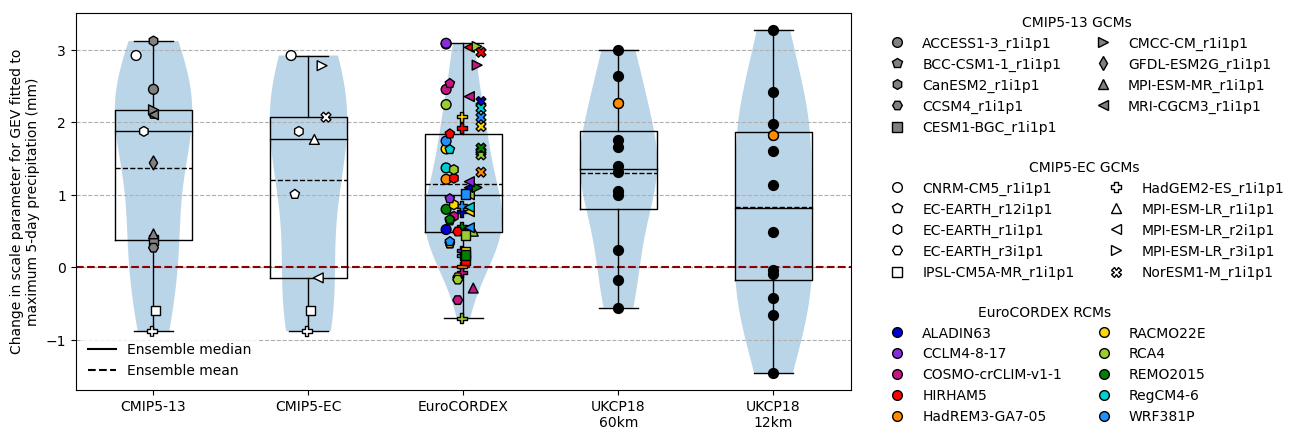 Change in scale parameter for GEV fitted to
maximum 5-day precipitation (mm)
3
2
1
0
−1
Ensemble median
Ensemble mean
CMIP5-13
CMIP5-EC
EuroCORDEX
UKCP18
60km
UKCP18
12km
CMIP5-13 GCMs
ACCESS1-3_r1i1p1
BCC-CSM1-1_r1i1p1
CanESM2_r1i1p1
CCSM4_r1i1p1
CESM1-BGC_r1i1p1
CMCC-CM_r1i1p1
GFDL-ESM2G_r1i1p1
MPI-ESM-MR_r1i1p1
MRI-CGCM3_r1i1p1
CMIP5-EC GCMs
CNRM-CM5_r1i1p1
EC-EARTH_r12i1p1
EC-EARTH_r1i1p1
EC-EARTH_r3i1p1
IPSL-CM5A-MR_r1i1p1
HadGEM2-ES_r1i1p1
MPI-ESM-LR_r1i1p1
MPI-ESM-LR_r2i1p1
MPI-ESM-LR_r3i1p1
NorESM1-M_r1i1p1
EuroCORDEX RCMs
ALADIN63
CCLM4-8-17
COSMO-crCLIM-v1-1
HIRHAM5
HadREM3-GA7-05
RACMO22E
RCA4
REMO2015
RegCM4-6
WRF381P